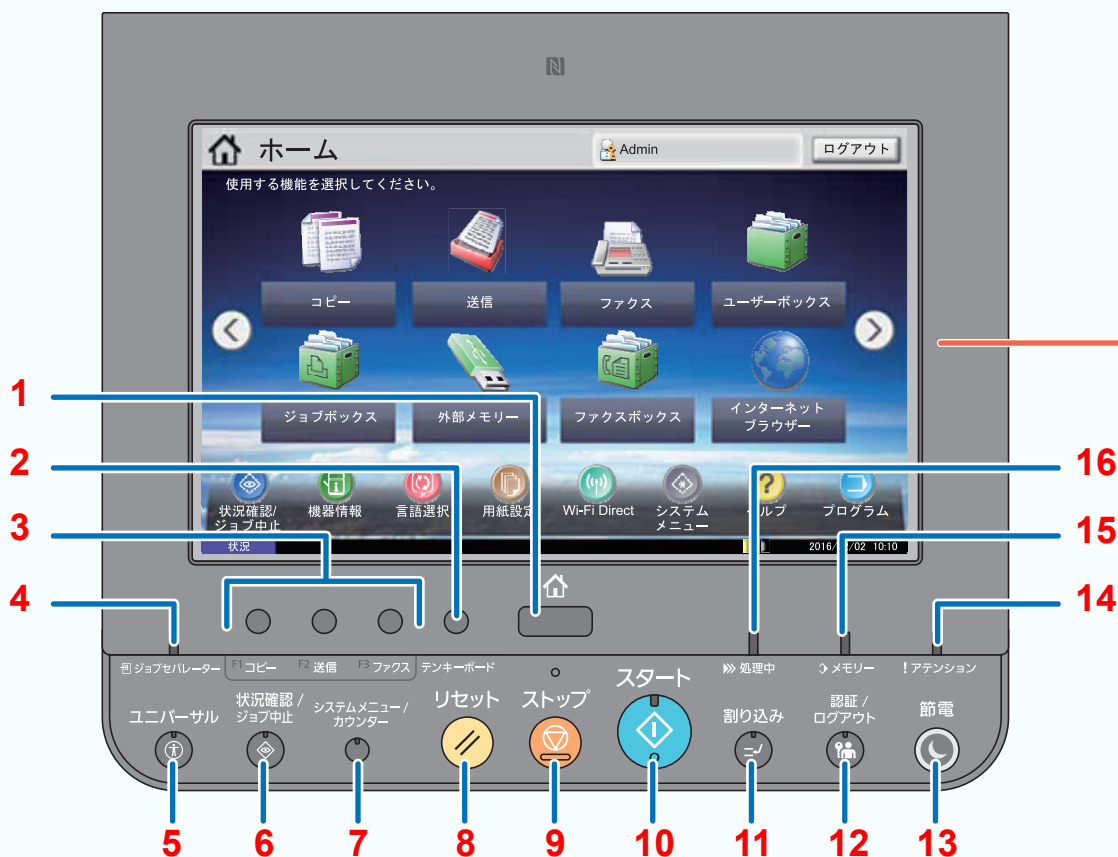 ホーム
Admin
ログアウト
使用する機能を選択してください。
コピー
送信
ファクス
ユーザーボックス
ジョブボックス
外部メモリー
ファクスボックス
インターネット
ブラウザー
状況確認/
ジョブ中止
機器情報
言語選択
用紙設定
Wi-Fi Direct
システム
メニュー
ヘルプ
プログラム
状況
10:10
1
2
3
4
16
15
14
ジョブセパレーター
F1 コピー
F2 送信
F3 ファクス
テンキーボード
処理中
メモリー
!アテンション
ユニバーサル
状況確認 /
ジョブ中止
システムメニュー /
カウンター
リセット
ストップ
スタート
割り込み
認証 /
ログアウト
節電
5
6
7
8
9
10
11
12
13